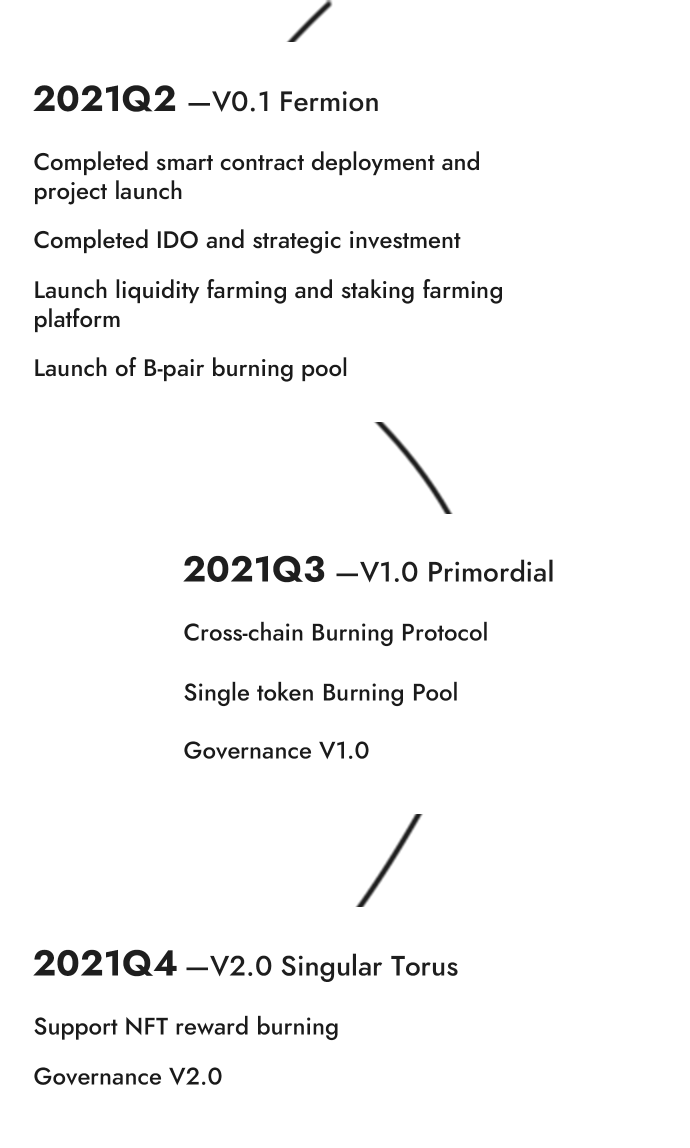 2021Q2 —V0.1 Fermion
Completed smart contract deployment and
project launch
Completed IDO and strategic investment
Launch liquidity farming and staking farming
platform
Launch of B-pair burning pool
2021Q3 —V1.0 Primordial
Cross-chain Burning Protocol
Single token Burning Pool
Governance V1.0
2021Q4 —V2.0 Singular Torus
Support NFT reward burning
Governance V2.0